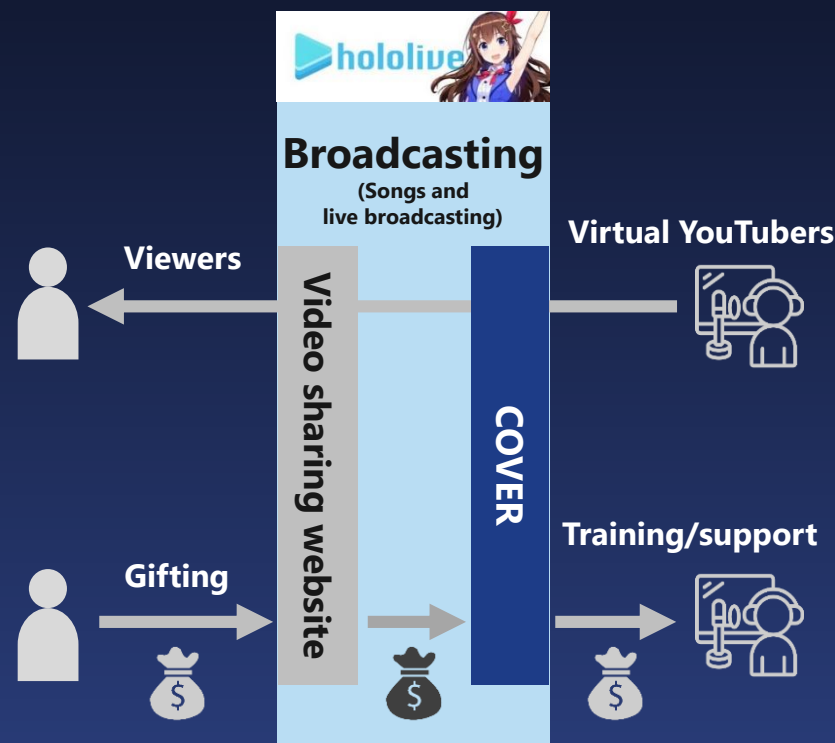 hololive
Broadcasting
(Songs and
live broadcasting)
Virtual YouTubers
Viewers
Video sharing website
COVER
Training/support
Gifting
$
$
$